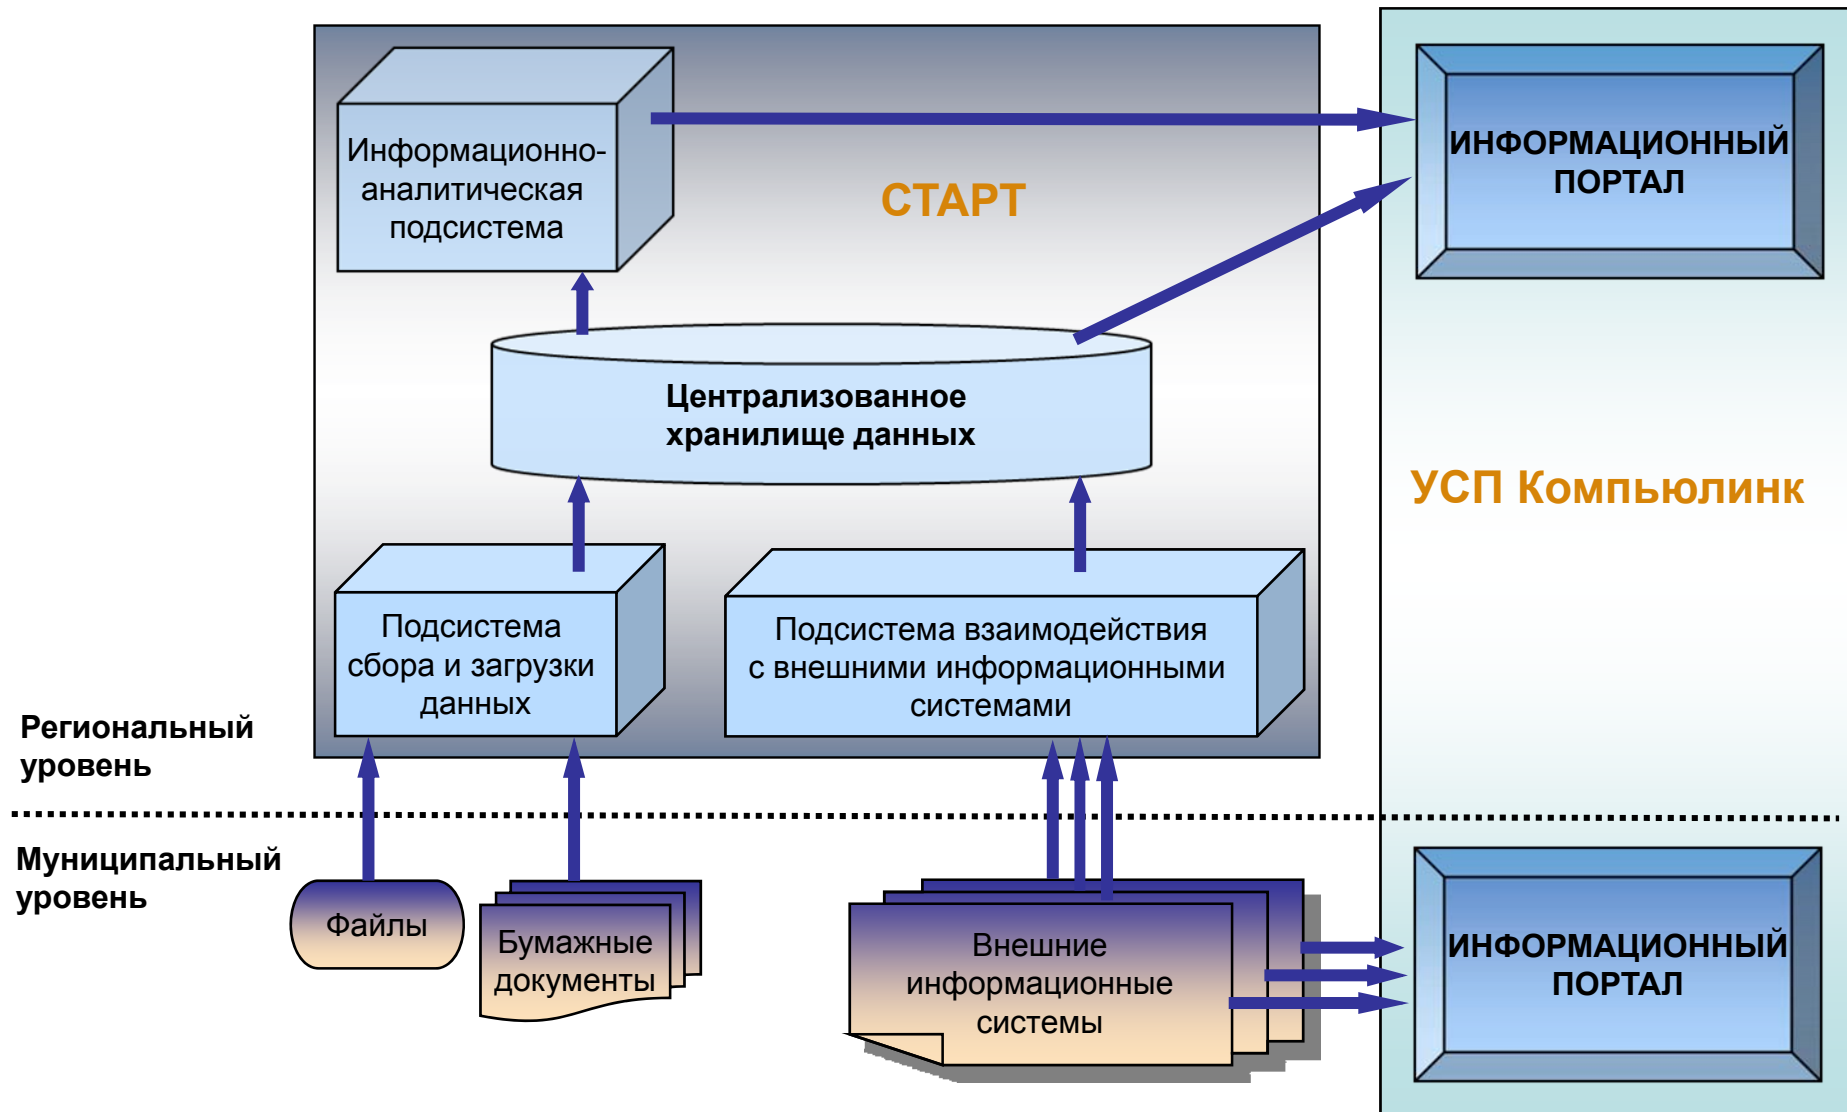 Информационно-
аналитическая
подсистема
СТАРТ
ИНФОРМАЦИОННЫЙ
ПОРТАЛ
Централизованное
хранилище данных
УСП Компьюлинк
Подсистема
сбора и загрузки
данных
Подсистема взаимодействия
с внешними информационными
системами
Региональный
уровень
Муниципальный
уровень
Файлы
Бумажные
документы
Внешние
информационные
системы
ИНФОРМАЦИОННЫЙ
ПОРТАЛ